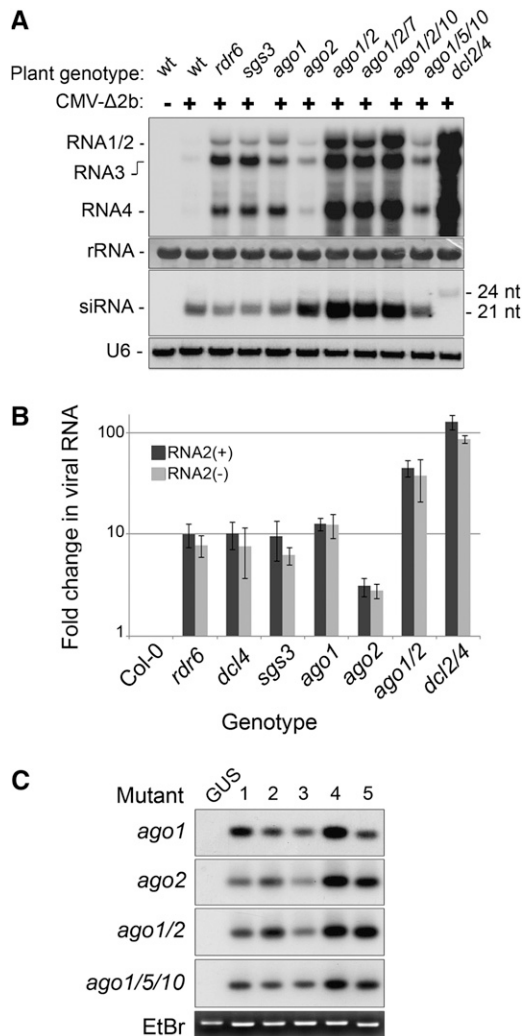 A
Plant genotype: wt wt rdr6 sgs3 ago1 ago2 ago1/2 ago1/2/7 ago1/2/10 ago1/5/10 dcl2/4
CMV-Δ2b: - + + + + + + + + + +
RNA1/2 -
RNA3
RNA4 -
rRNA -
- 24 nt
siRNA -
- 21 nt
U6 -
B
Fold change in viral RNA
100
10
1
RNA2(+)
RNA2(-)
Col-0 rdr6 dcl4 sgs3 ago1 ago2 ago1/2 dcl2/4
Genotype
C
Mutant GUS 1 2 3 4 5
ago1
ago2
ago1/2
ago1/5/10
EtBr